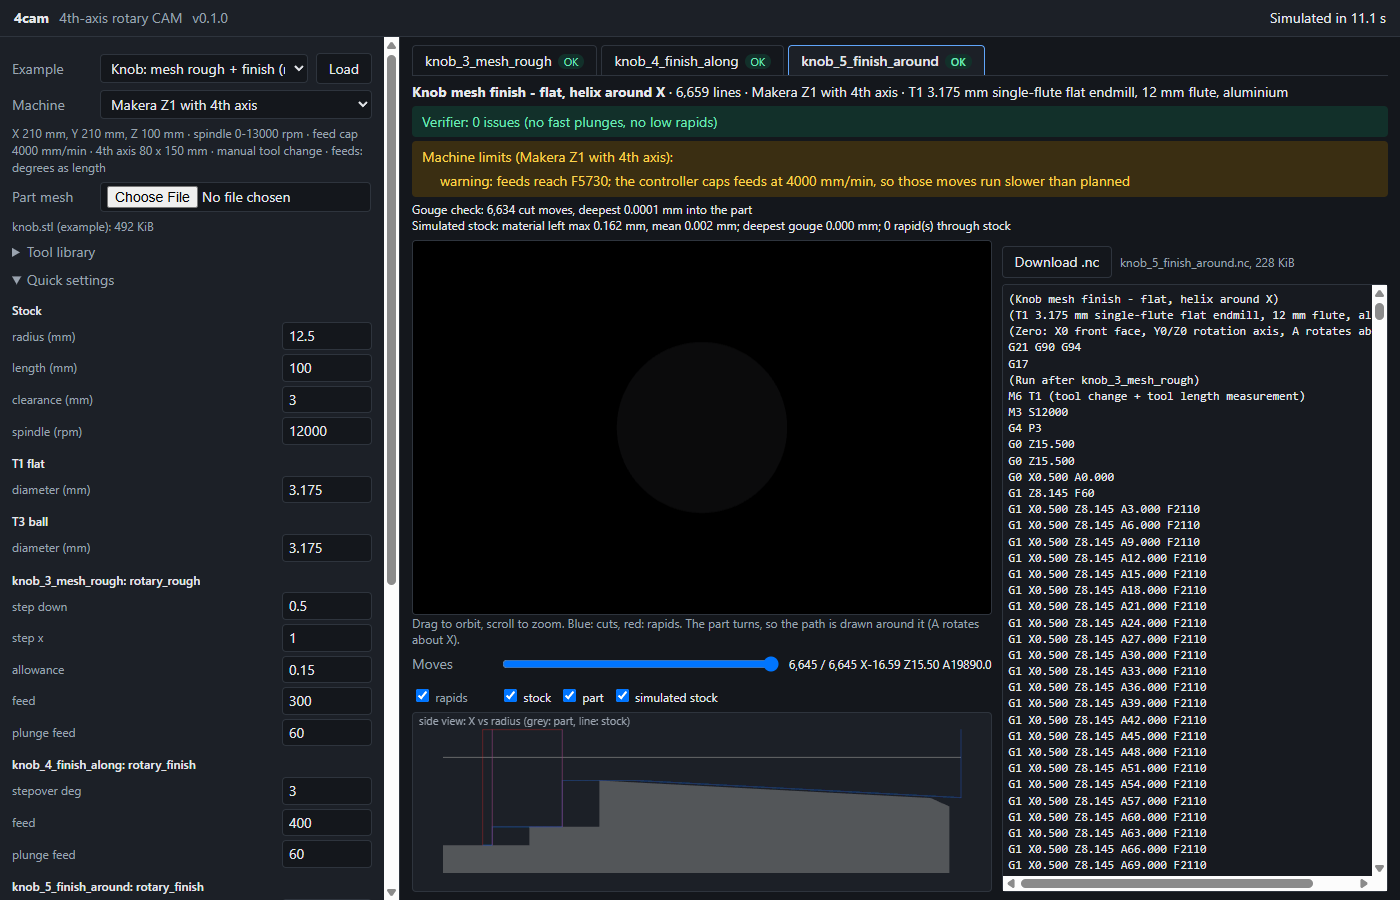 4cam 4th-axis rotary CAM v0.1.0
Simulated in 11.1 s
Example Knob: mesh rough + finish (r Load
Machine Makera Z1 with 4th axis
X 210 mm, Y 210 mm, Z 100 mm · spindle 0-13000 rpm · feed cap
4000 mm/min · 4th axis 80 x 150 mm · manual tool change · feeds:
degrees as length
Part mesh Choose File No file chosen
knob.stl (example): 492 KiB
▶ Tool library
▼ Quick settings
Stock
radius (mm) 12.5
length (mm) 100
clearance (mm) 3
spindle (rpm) 12000
T1 flat
diameter (mm) 3.175
T3 ball
diameter (mm) 3.175
knob_3_mesh_rough: rotary_rough
step down 0.5
step x 1
allowance 0.15
feed 300
plunge feed 60
knob_4_finish_along: rotary_finish
stepover deg 3
feed 400
plunge feed 60
knob_5_finish_around: rotary_finish
knob_3_mesh_rough OK knob_4_finish_along OK knob_5_finish_around OK
Knob mesh finish - flat, helix around X · 6,659 lines · Makera Z1 with 4th axis · T1 3.175 mm single-flute flat endmill, 12 mm flute, aluminium
Verifier: 0 issues (no fast plunges, no low rapids)
Machine limits (Makera Z1 with 4th axis):
warning: feeds reach F5730; the controller caps feeds at 4000 mm/min, so those moves run slower than planned
Gouge check: 6,634 cut moves, deepest 0.0001 mm into the part
Simulated stock: material left max 0.162 mm, mean 0.002 mm; deepest gouge 0.000 mm; 0 rapid(s) through stock
Drag to orbit, scroll to zoom. Blue: cuts, red: rapids. The part turns, so the path is drawn around it (A rotates
about X).
Moves 6,645 / 6,645 X-16.59 Z15.50 A19890.0
rapids stock part simulated stock
side view: X vs radius (grey: part, line: stock)
Download .nc knob_5_finish_around.nc, 228 KiB
(Knob mesh finish - flat, helix around X)
(T1 3.175 mm single-flute flat endmill, 12 mm flute, al
(Zero: X0 front face, Y0/Z0 rotation axis, A rotates ab
G21 G90 G94
G17
(Run after knob_3_mesh_rough)
M6 T1 (tool change + tool length measurement)
M3 S12000
G4 P3
G0 Z15.500
G0 Z15.500
G0 X0.500 A0.000
G1 Z8.145 F60
G1 X0.500 Z8.145 A3.000 F2110
G1 X0.500 Z8.145 A6.000 F2110
G1 X0.500 Z8.145 A9.000 F2110
G1 X0.500 Z8.145 A12.000 F2110
G1 X0.500 Z8.145 A15.000 F2110
G1 X0.500 Z8.145 A18.000 F2110
G1 X0.500 Z8.145 A21.000 F2110
G1 X0.500 Z8.145 A24.000 F2110
G1 X0.500 Z8.145 A27.000 F2110
G1 X0.500 Z8.145 A30.000 F2110
G1 X0.500 Z8.145 A33.000 F2110
G1 X0.500 Z8.145 A36.000 F2110
G1 X0.500 Z8.145 A39.000 F2110
G1 X0.500 Z8.145 A42.000 F2110
G1 X0.500 Z8.145 A45.000 F2110
G1 X0.500 Z8.145 A48.000 F2110
G1 X0.500 Z8.145 A51.000 F2110
G1 X0.500 Z8.145 A54.000 F2110
G1 X0.500 Z8.145 A57.000 F2110
G1 X0.500 Z8.145 A60.000 F2110
G1 X0.500 Z8.145 A63.000 F2110
G1 X0.500 Z8.145 A66.000 F2110
G1 X0.500 Z8.145 A69.000 F2110